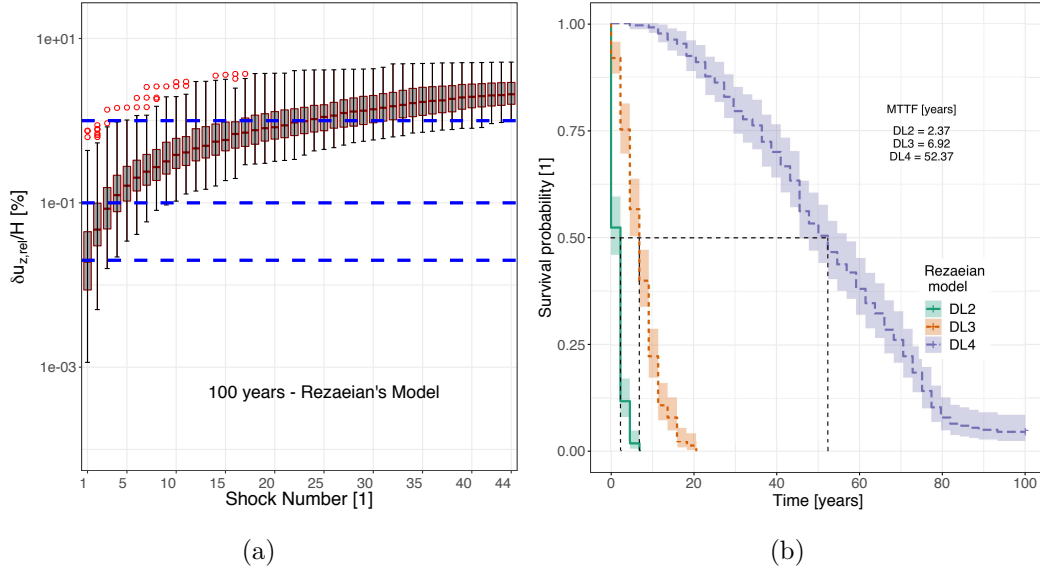 1e+01
1e−01
1e−03
δu_{z,rel}/H [%]
100 years - Rezaeian's Model
1 5 10 15 20 25 30 35 40 44
Shock Number [1]
(a)
1.00
0.75
0.50
0.25
0.00
Survival probability [1]
MTTF [years]
DL2 = 2.37
DL3 = 6.92
DL4 = 52.37
Rezaeian
model
DL2
DL3
DL4
0 20 40 60 80 100
Time [years]
(b)